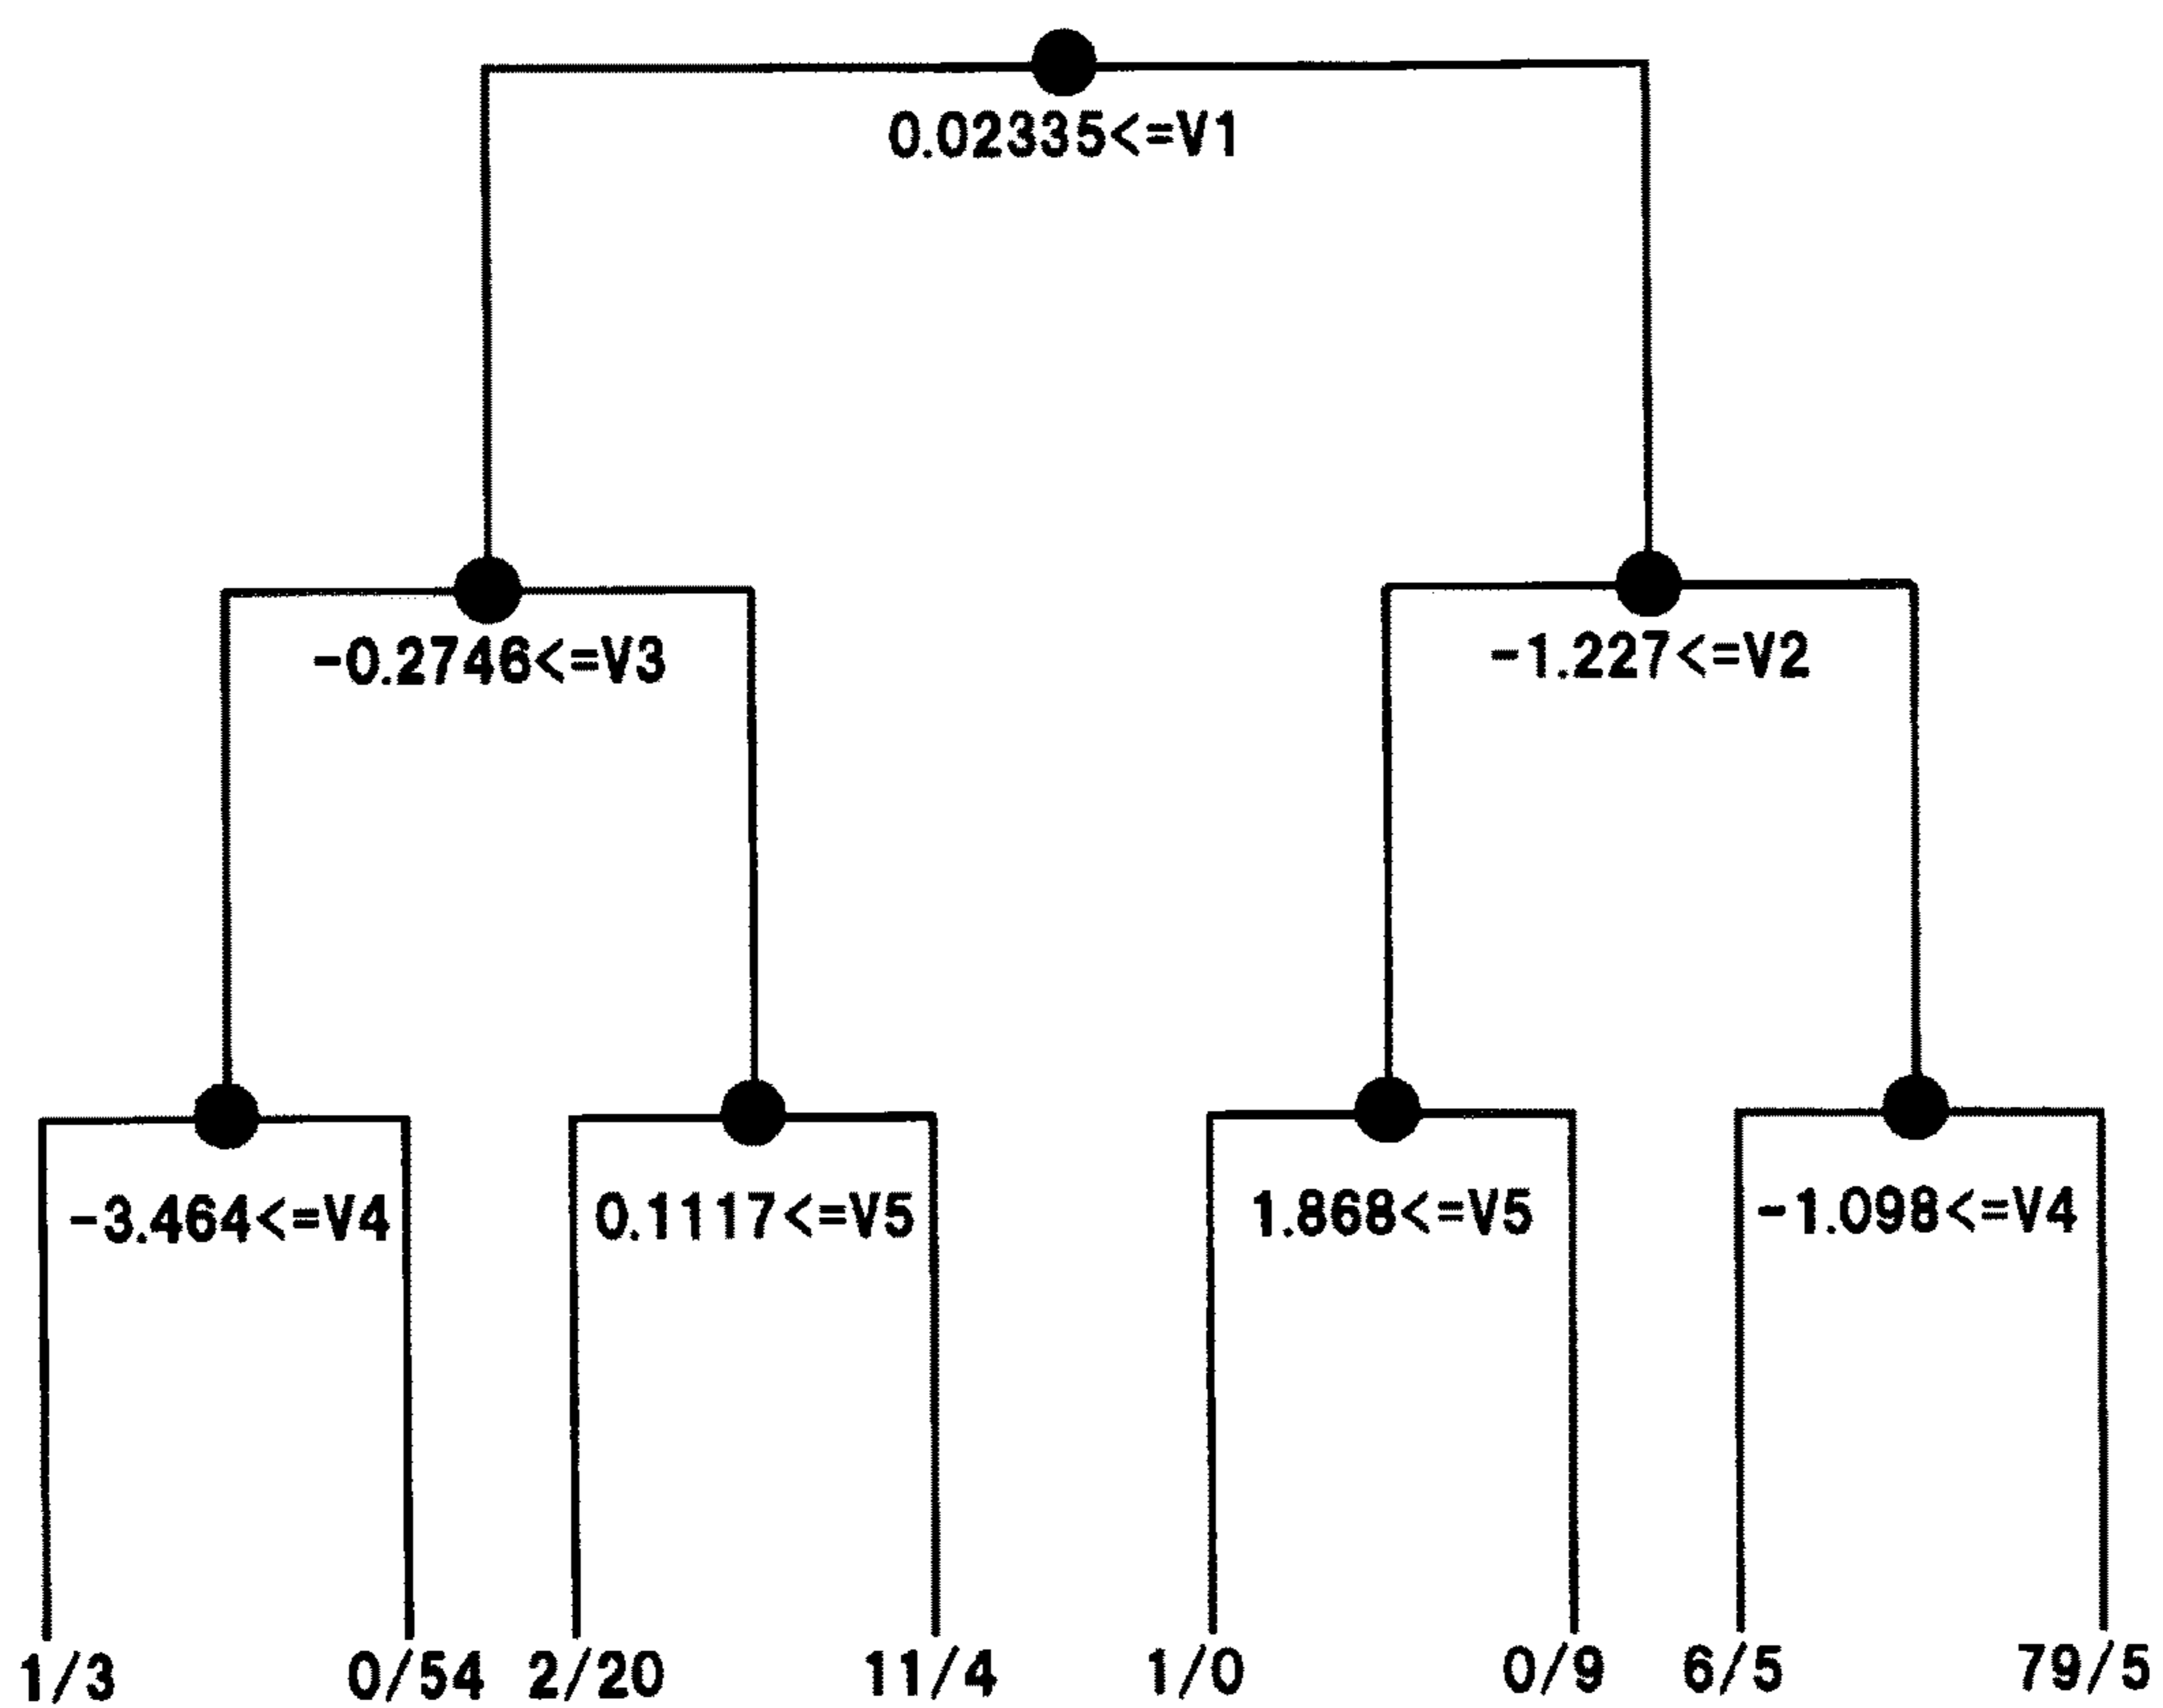 0.02335<=V1
-0.2746<=V3
-1.227<=V2
-3.464<=V4
0.1117<=V5
1.868<=V5
-1.098<=V4
1/3
0/54
2/20
11/4
1/0
0/9
6/5
79/5